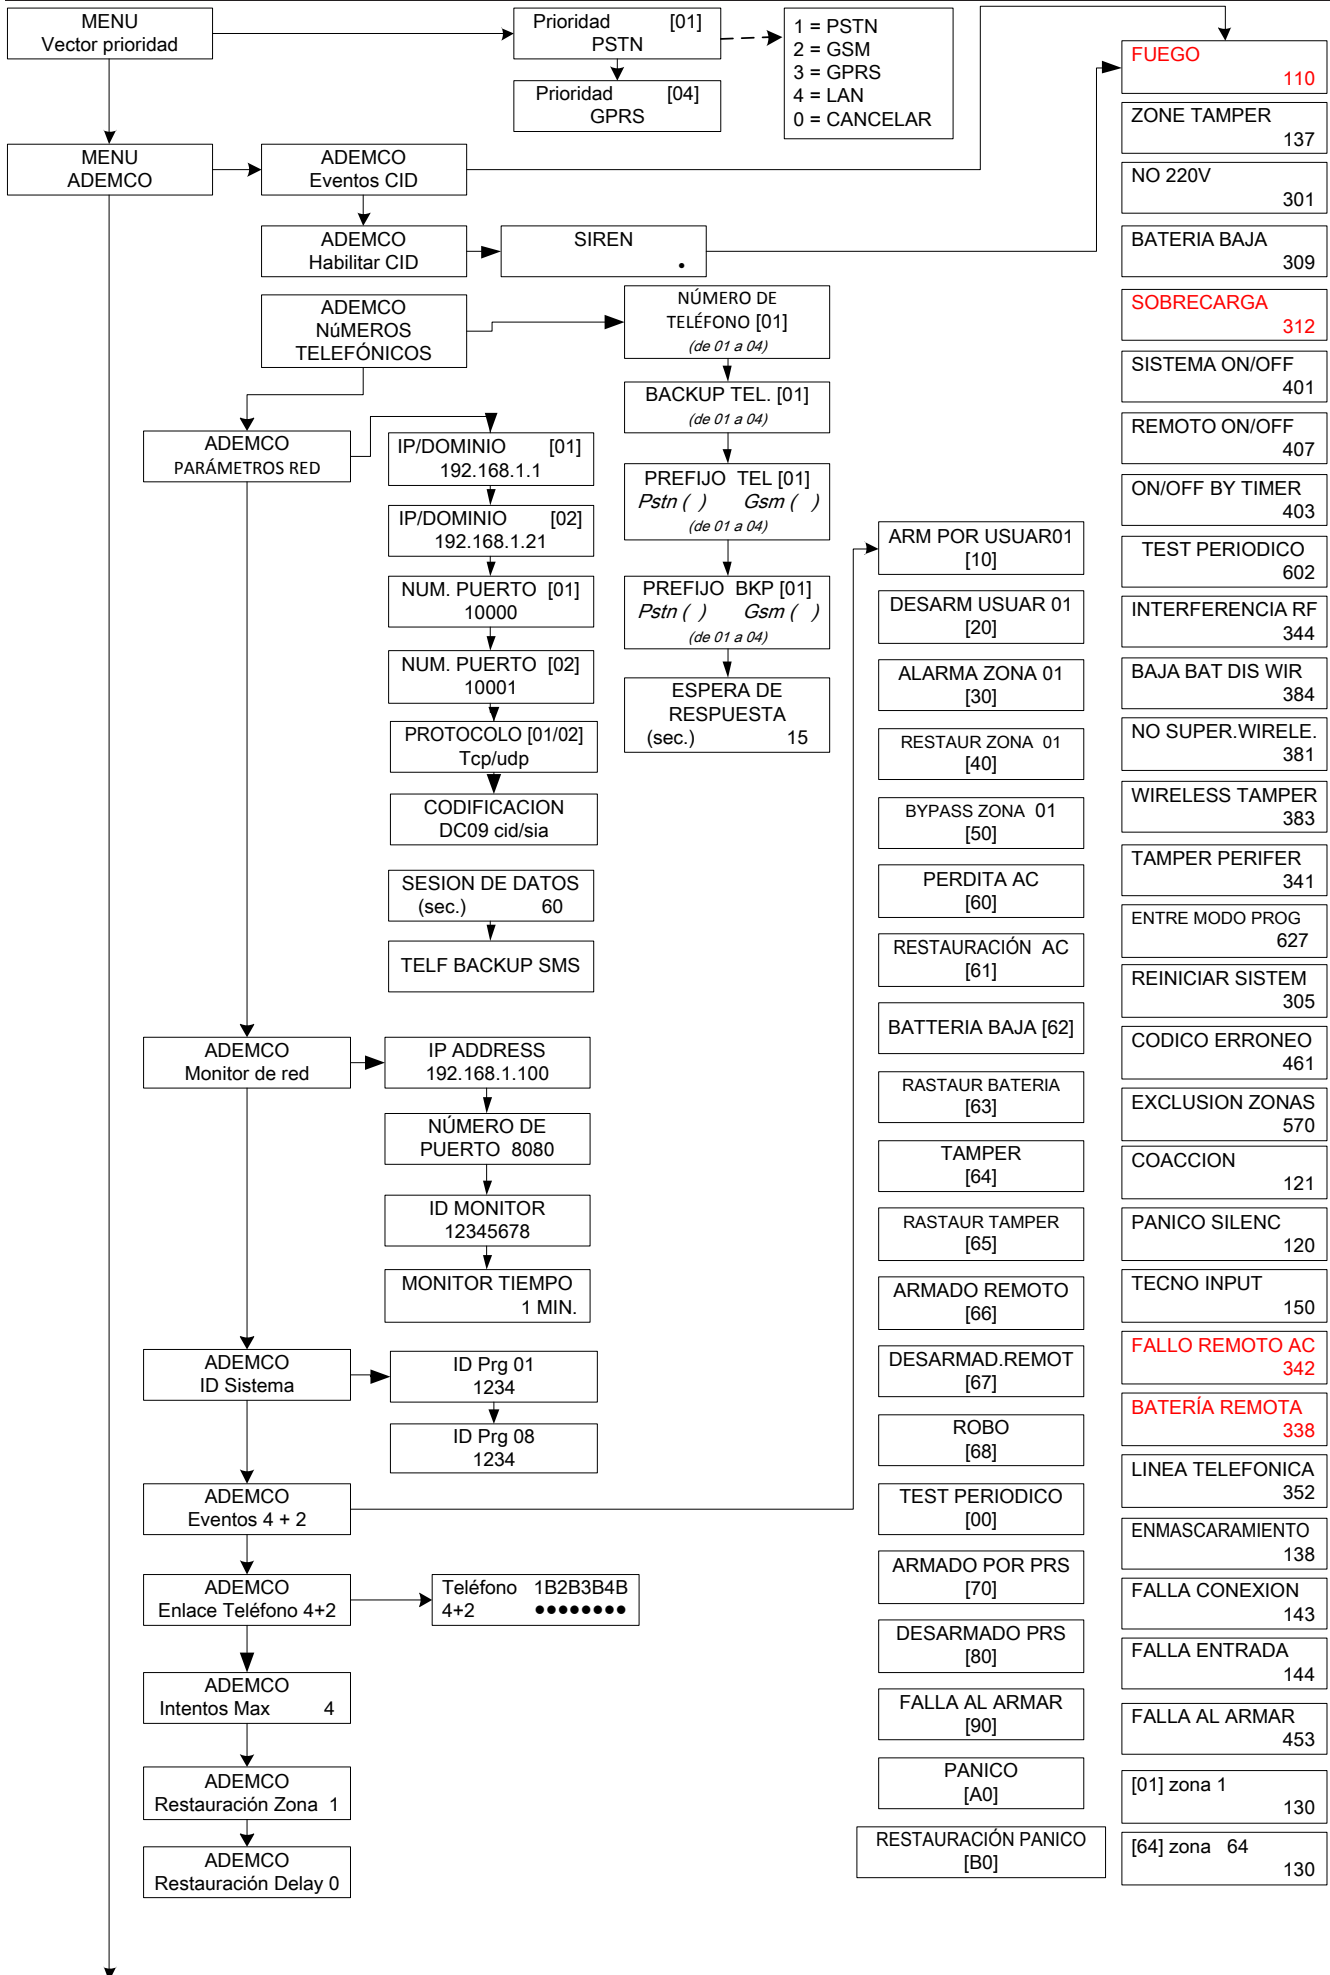 MENU
Vector prioridad
Prioridad [01]
PSTN
Prioridad [04]
GPRS
1 = PSTN
2 = GSM
3 = GPRS
4 = LAN
0 = CANCELAR
MENU
ADEMCO
ADEMCO
Eventos CID
ADEMCO
Habilitar CID
SIREN
•
ADEMCO
NúMEROS
TELEFÓNICOS
NÚMERO DE
TELÉFONO [01]
(de 01 a 04)
BACKUP TEL. [01]
(de 01 a 04)
PREFIJO TEL [01]
Pstn ( ) Gsm ( )
(de 01 a 04)
PREFIJO BKP [01]
Pstn ( ) Gsm ( )
(de 01 a 04)
ESPERA DE
RESPUESTA
(sec.) 15
ADEMCO
PARÁMETROS RED
IP/DOMINIO [01]
192.168.1.1
IP/DOMINIO [02]
192.168.1.21
NUM. PUERTO [01]
10000
NUM. PUERTO [02]
10001
PROTOCOLO [01/02]
Tcp/udp
CODIFICACION
DC09 cid/sia
SESION DE DATOS
(sec.) 60
TELF BACKUP SMS
ADEMCO
Monitor de red
IP ADDRESS
192.168.1.100
NÚMERO DE
PUERTO 8080
ID MONITOR
12345678
MONITOR TIEMPO
1 MIN.
ADEMCO
ID Sistema
ID Prg 01
1234
ID Prg 08
1234
ADEMCO
Eventos 4 + 2
ADEMCO
Enlace Teléfono 4+2
Teléfono 1B2B3B4B
4+2 ●●●●●●●●
ADEMCO
Intentos Max 4
ADEMCO
Restauración Zona 1
ADEMCO
Restauración Delay 0
ARM POR USUAR01
[10]
DESARM USUAR 01
[20]
ALARMA ZONA 01
[30]
RESTAUR ZONA 01
[40]
BYPASS ZONA 01
[50]
PERDITA AC
[60]
RESTAURACIÓN AC
[61]
BATTERIA BAJA [62]
RASTAUR BATERIA
[63]
TAMPER
[64]
RASTAUR TAMPER
[65]
ARMADO REMOTO
[66]
DESARMAD.REMOT
[67]
ROBO
[68]
TEST PERIODICO
[00]
ARMADO POR PRS
[70]
DESARMADO PRS
[80]
FALLA AL ARMAR
[90]
PANICO
[A0]
RESTAURACIÓN PANICO
[B0]
FUEGO
110
ZONE TAMPER
137
NO 220V
301
BATERIA BAJA
309
SOBRECARGA
312
SISTEMA ON/OFF
401
REMOTO ON/OFF
407
ON/OFF BY TIMER
403
TEST PERIODICO
602
INTERFERENCIA RF
344
BAJA BAT DIS WIR
384
NO SUPER.WIRELE.
381
WIRELESS TAMPER
383
TAMPER PERIFER
341
ENTRE MODO PROG
627
REINICIAR SISTEM
305
CODICO ERRONEO
461
EXCLUSION ZONAS
570
COACCION
121
PANICO SILENC
120
TECNO INPUT
150
FALLO REMOTO AC
342
BATERÍA REMOTA
338
LINEA TELEFONICA
352
ENMASCARAMIENTO
138
FALLA CONEXION
143
FALLA ENTRADA
144
FALLA AL ARMAR
453
[01] zona 1
130
[64] zona 64
130